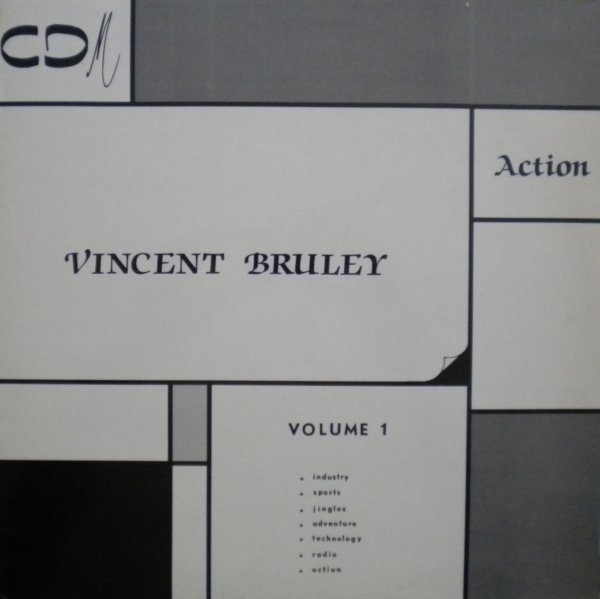 CDM
Action
VINCENT BRULEY
VOLUME 1
• industry
• sports
• jingles
• adventure
• technology
• radio
• action